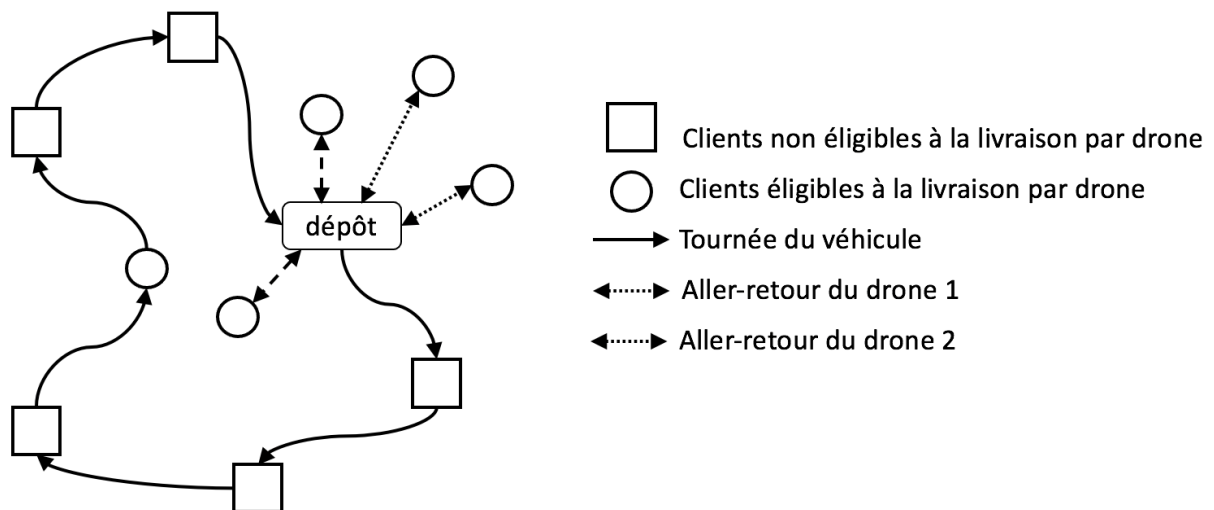 dépôt
Clients non éligibles à la livraison par drone
Clients éligibles à la livraison par drone
Tournée du véhicule
Aller-retour du drone 1
Aller-retour du drone 2